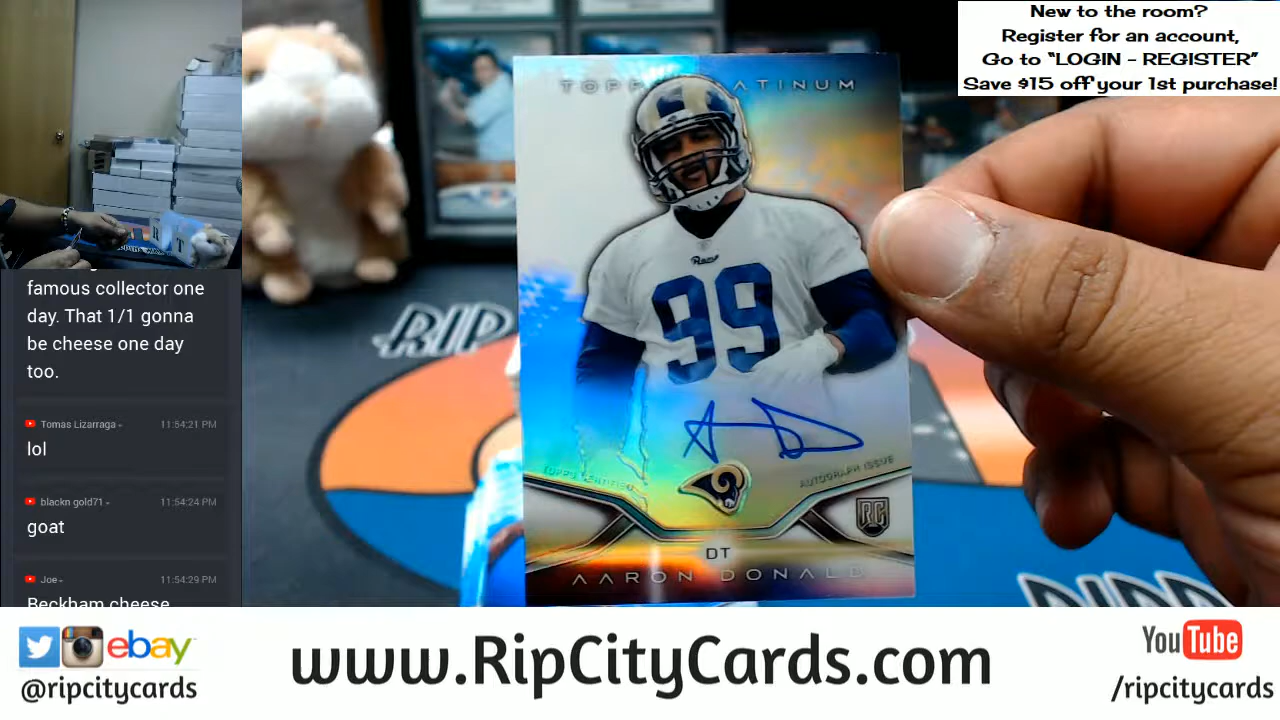 New to the room?
Register for an account,
Go to "LOGIN - REGISTER"
Save $15 off your 1st purchase!
TOPPS PLATINUM
Rams
99
TOPPS CERTIFIED
AUTOGRAPH ISSUE
RC
DT
AARON DONALD
RIP
famous collector one
day. That 1/1 gonna
be cheese one day
too.
Tomas Lizarraga
11:54:21 PM
lol
blackn gold71
11:54:24 PM
goat
Joe
11:54:29 PM
Beckham cheese
ebay
@ripcitycards
www.RipCityCards.com
YouTube
/ripcitycards